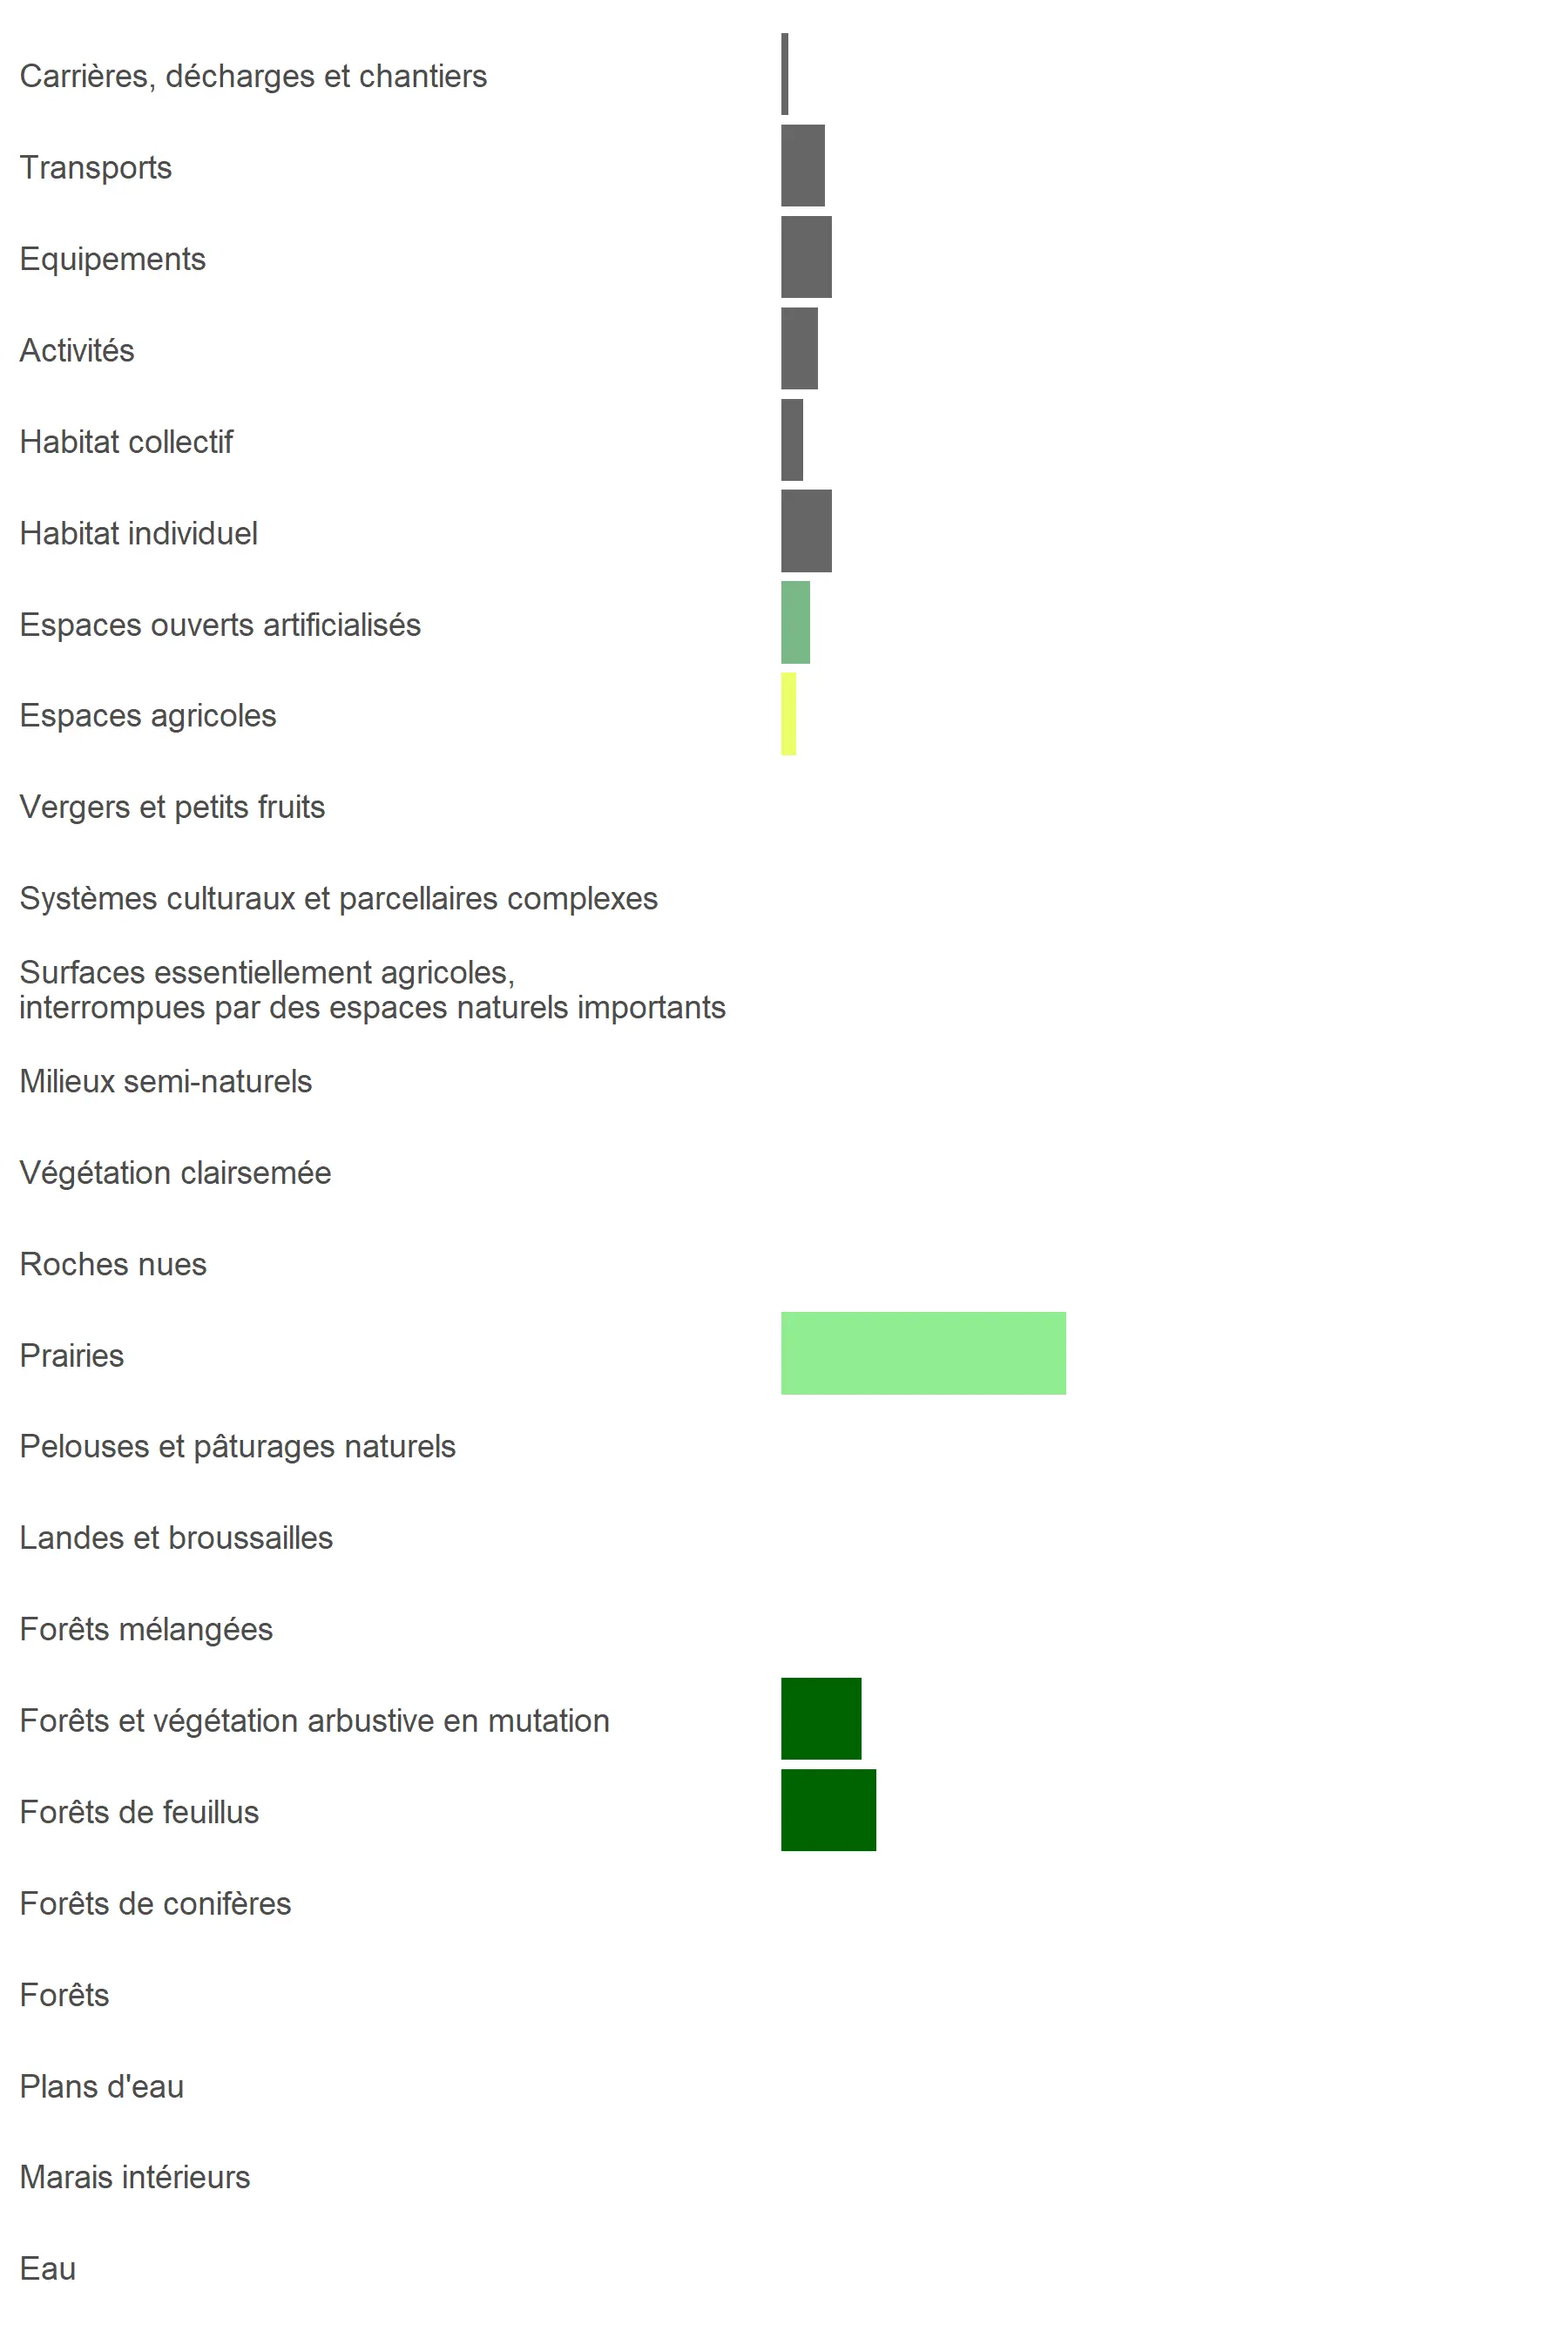 Carrières, décharges et chantiers
Transports
Equipements
Activités
Habitat collectif
Habitat individuel
Espaces ouverts artificialisés
Espaces agricoles
Vergers et petits fruits
Systèmes culturaux et parcellaires complexes
Surfaces essentiellement agricoles,
interrompues par des espaces naturels importants
Milieux semi-naturels
Végétation clairsemée
Roches nues
Prairies
Pelouses et pâturages naturels
Landes et broussailles
Forêts mélangées
Forêts et végétation arbustive en mutation
Forêts de feuillus
Forêts de conifères
Forêts
Plans d'eau
Marais intérieurs
Eau